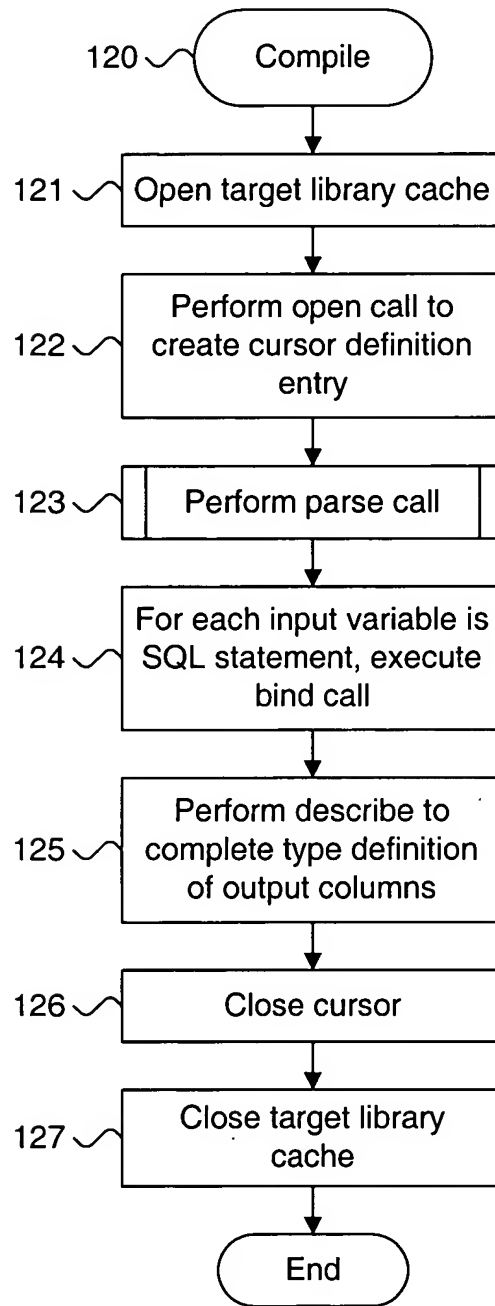 120 Compile
121 Open target library cache
Perform open call to
122 create cursor definition
entry
123 Perform parse call
For each input variable is
124 SQL statement, execute
bind call
Perform describe to
125 complete type definition
of output columns
126 Close cursor
Close target library
127 cache
End